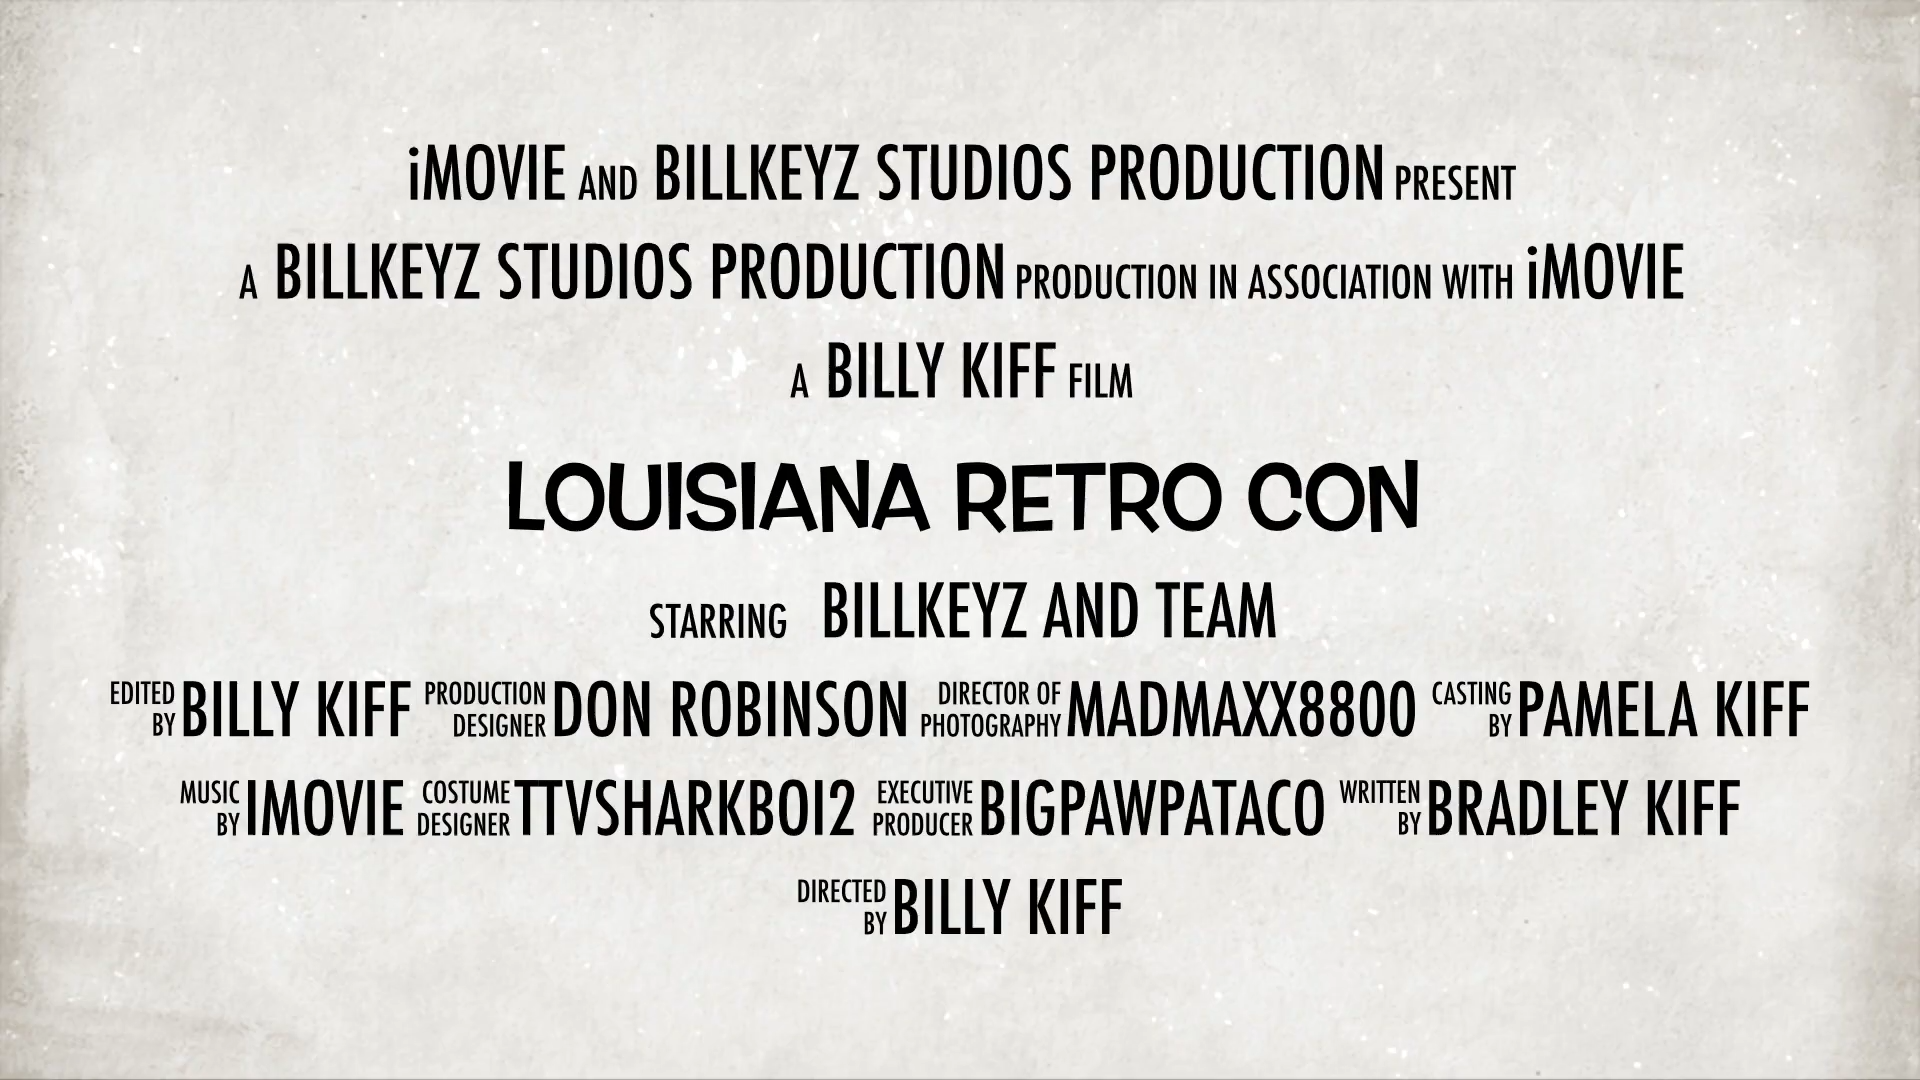 iMOVIE AND BILLKEYZ STUDIOS PRODUCTION PRESENT
A BILLKEYZ STUDIOS PRODUCTION PRODUCTION IN ASSOCIATION WITH iMOVIE
A BILLY KIFF FILM
LOUISIANA RETRO CON
STARRING BILLKEYZ AND TEAM
EDITED BY BILLY KIFF PRODUCTION DESIGNER DON ROBINSON DIRECTOR OF PHOTOGRAPHY MADMAXX8800 CASTING BY PAMELA KIFF
MUSIC BY IMOVIE COSTUME DESIGNER TTVSHARKBOI2 EXECUTIVE PRODUCER BIGPAWPATACO WRITTEN BY BRADLEY KIFF
DIRECTED BY BILLY KIFF